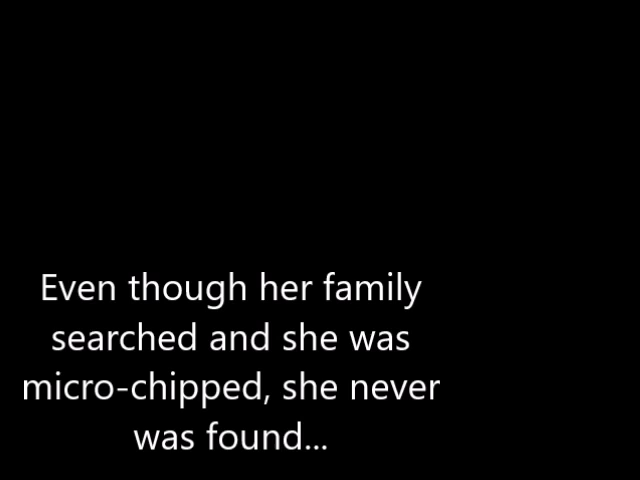 Even though her family
searched and she was
micro-chipped, she never
was found...